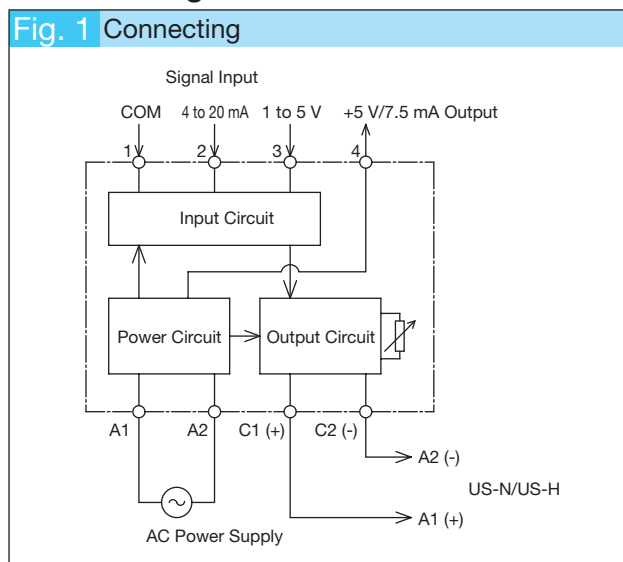 Fig. 1 Connecting
Signal Input
COM 4 to 20 mA 1 to 5 V +5 V/7.5 mA Output
1 2 3 4
Input Circuit
Power Circuit Output Circuit
A1 A2 C1 (+) C2 (-)
A2 (-)
US-N/US-H
A1 (+)
AC Power Supply